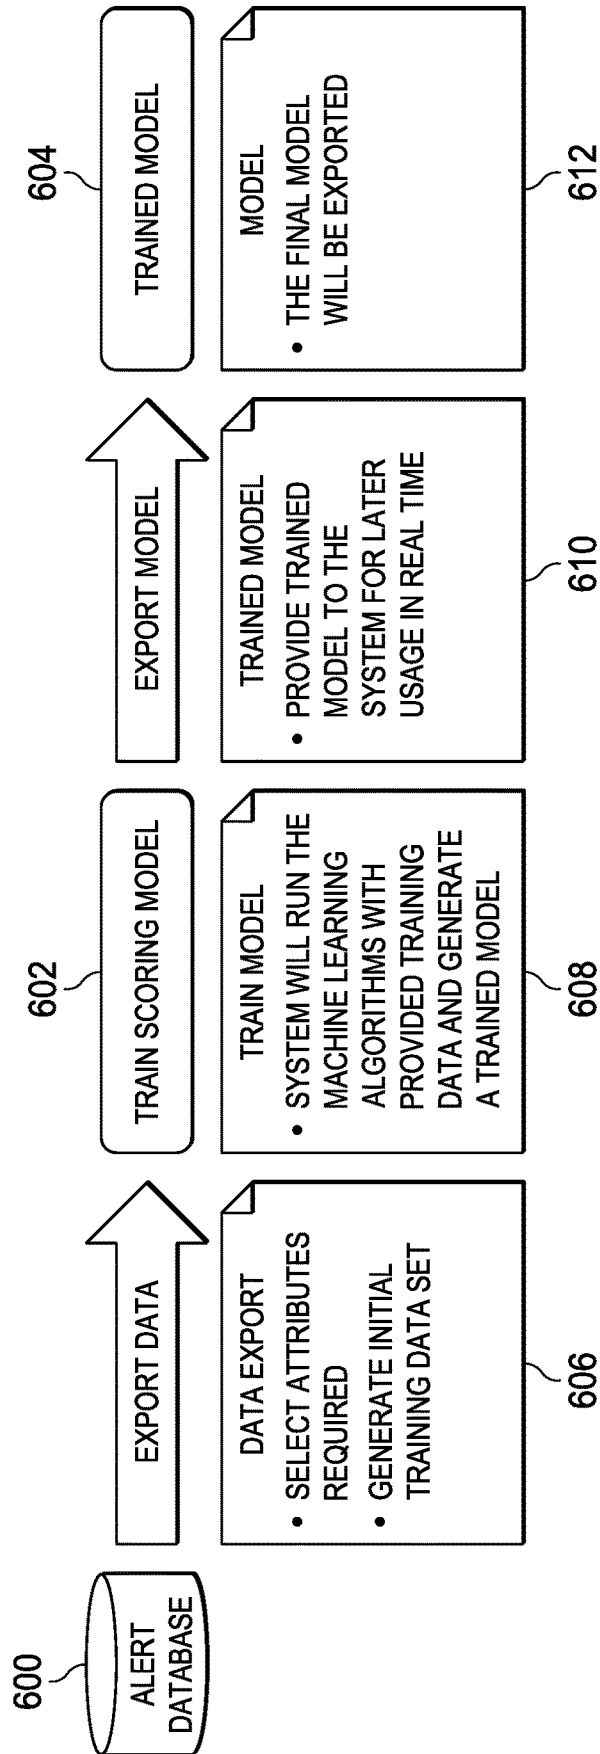 600
ALERT
DATABASE
EXPORT DATA
DATA EXPORT
• SELECT ATTRIBUTES
REQUIRED
• GENERATE INITIAL
TRAINING DATA SET
606
602
TRAIN SCORING MODEL
TRAIN MODEL
• SYSTEM WILL RUN THE
MACHINE LEARNING
ALGORITHMS WITH
PROVIDED TRAINING
DATA AND GENERATE
A TRAINED MODEL
608
EXPORT MODEL
TRAINED MODEL
• PROVIDE TRAINED
MODEL TO THE
SYSTEM FOR LATER
USAGE IN REAL TIME
610
604
TRAINED MODEL
MODEL
• THE FINAL MODEL
WILL BE EXPORTED
612